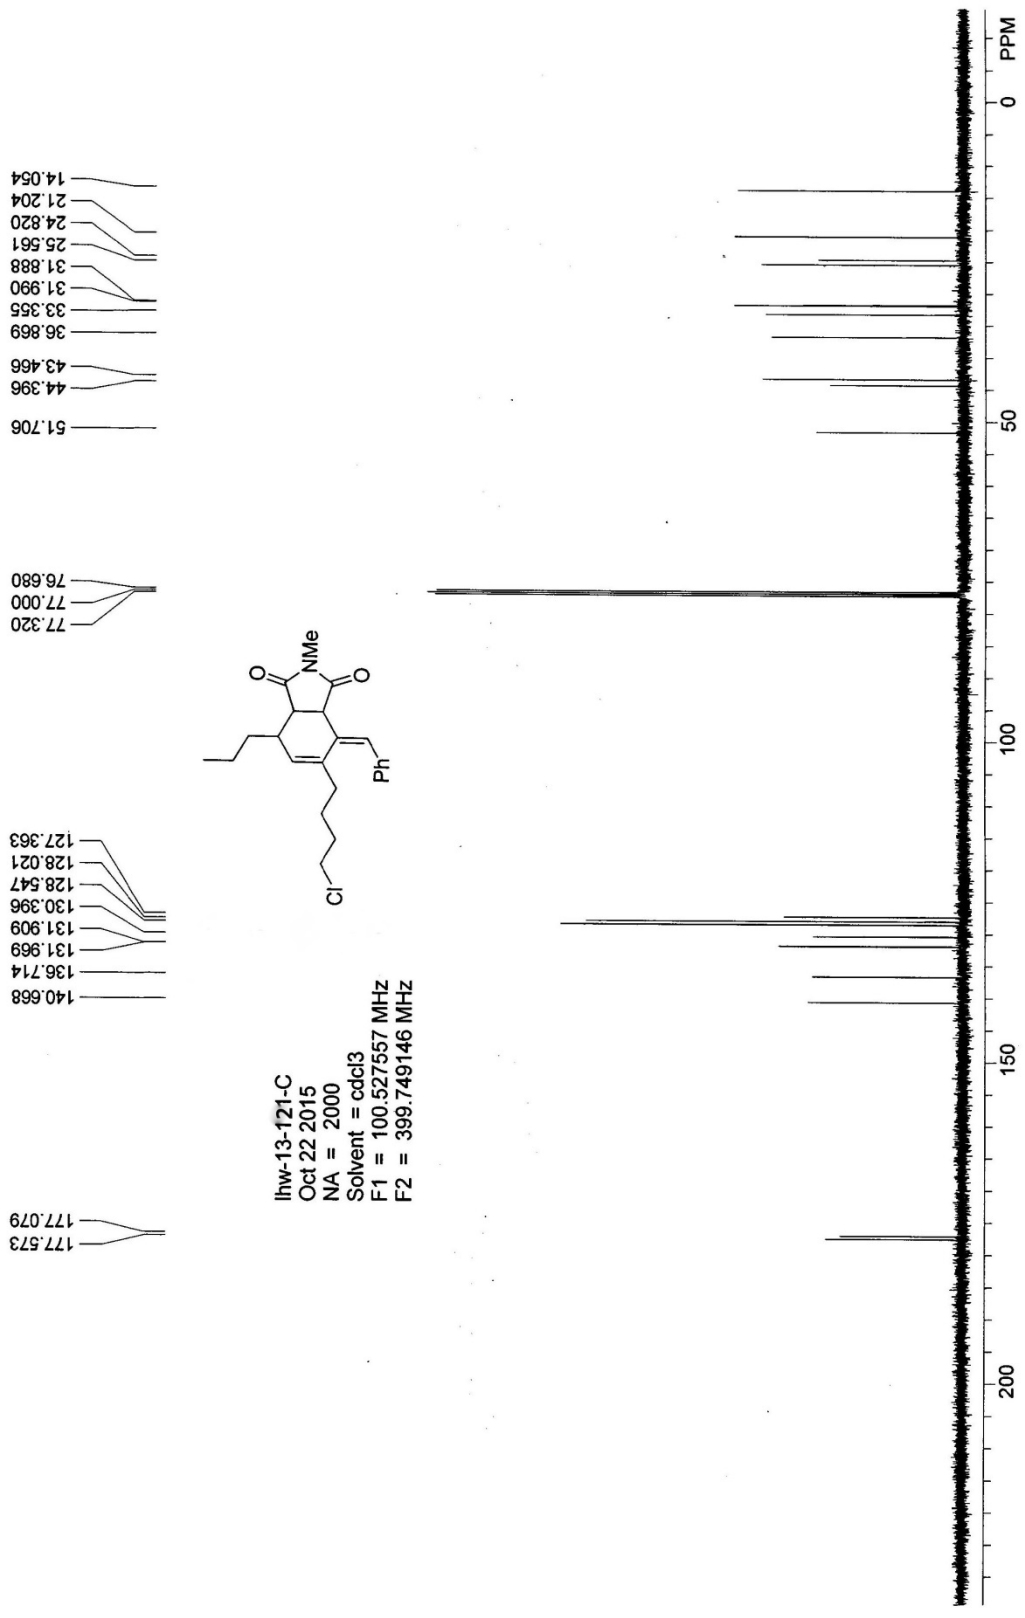 177.573
177.079
140.668
136.714
131.969
131.909
130.396
128.547
128.021
127.363
77.320
77.000
76.680
51.706
44.396
43.466
36.869
33.355
31.990
31.888
25.561
24.820
21.204
14.054
lhw-13-121-C
Oct 22 2015
NA = 2000
Solvent = cdcl3
F1 = 100.527557 MHz
F2 = 399.749146 MHz
Cl
Ph
O
NMe
O
200
150
100
50
0
PPM